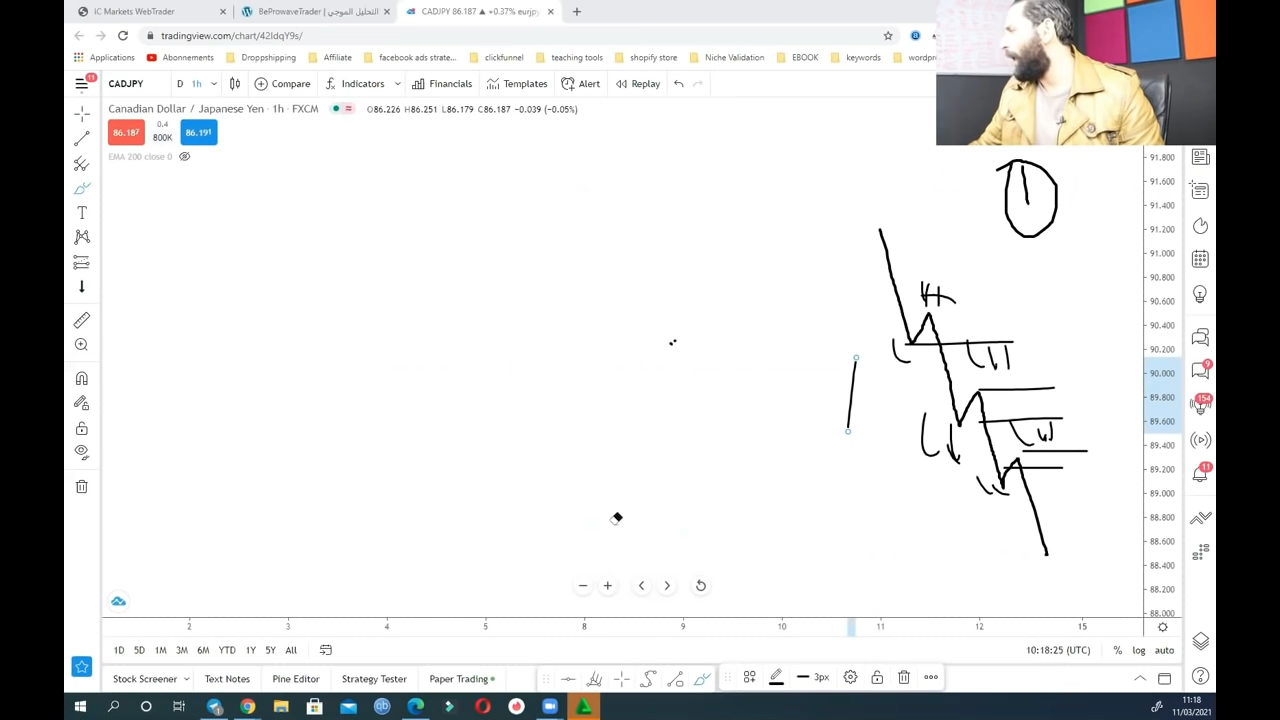 IC Markets WebTrader
BeProwaveTrader | التحليل الموجي
CADJPY 86.187 ▲ +0.37% eurjp
tradingview.com/chart/42IdqY9s/
Applications
Abonnements
Droppshipping
Affiliate
facebook ads strate...
clickfunnel
teaching tools
shopify store
Niche Validation
EBOOK
keywords
wordpr
11
CADJPY
D
1h
Compare
Indicators
Financials
Templates
Alert
Replay
Canadian Dollar / Japanese Yen · 1h · FXCM
O86.226 H86.251 L86.179 C86.187 −0.039 (−0.05%)
86.187
0.4
800K
86.191
EMA 200 close 0
91.800
91.600
91.400
91.200
91.000
90.800
90.600
90.400
90.200
90.000
89.800
89.600
89.400
89.200
89.000
88.800
88.600
88.400
88.200
88.000
9
154
11
2 3 4 5 8 9 10 11 12 15
1D 5D 1M 3M 6M YTD 1Y 5Y All
10:18:25 (UTC)
% log auto
Stock Screener
Text Notes
Pine Editor
Strategy Tester
Paper Trading
3px
11:18
11/03/2021